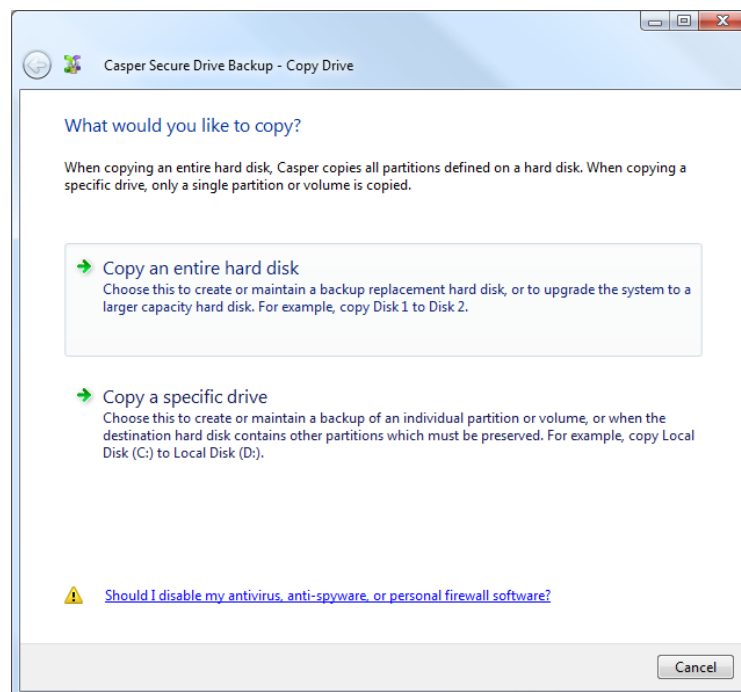 Casper Secure Drive Backup - Copy Drive
What would you like to copy?
When copying an entire hard disk, Casper copies all partitions defined on a hard disk. When copying a
specific drive, only a single partition or volume is copied.
Copy an entire hard disk
Choose this to create or maintain a backup replacement hard disk, or to upgrade the system to a
larger capacity hard disk. For example, copy Disk 1 to Disk 2.
Copy a specific drive
Choose this to create or maintain a backup of an individual partition or volume, or when the
destination hard disk contains other partitions which must be preserved. For example, copy Local
Disk (C:) to Local Disk (D:).
Should I disable my antivirus, anti-spyware, or personal firewall software?
Cancel